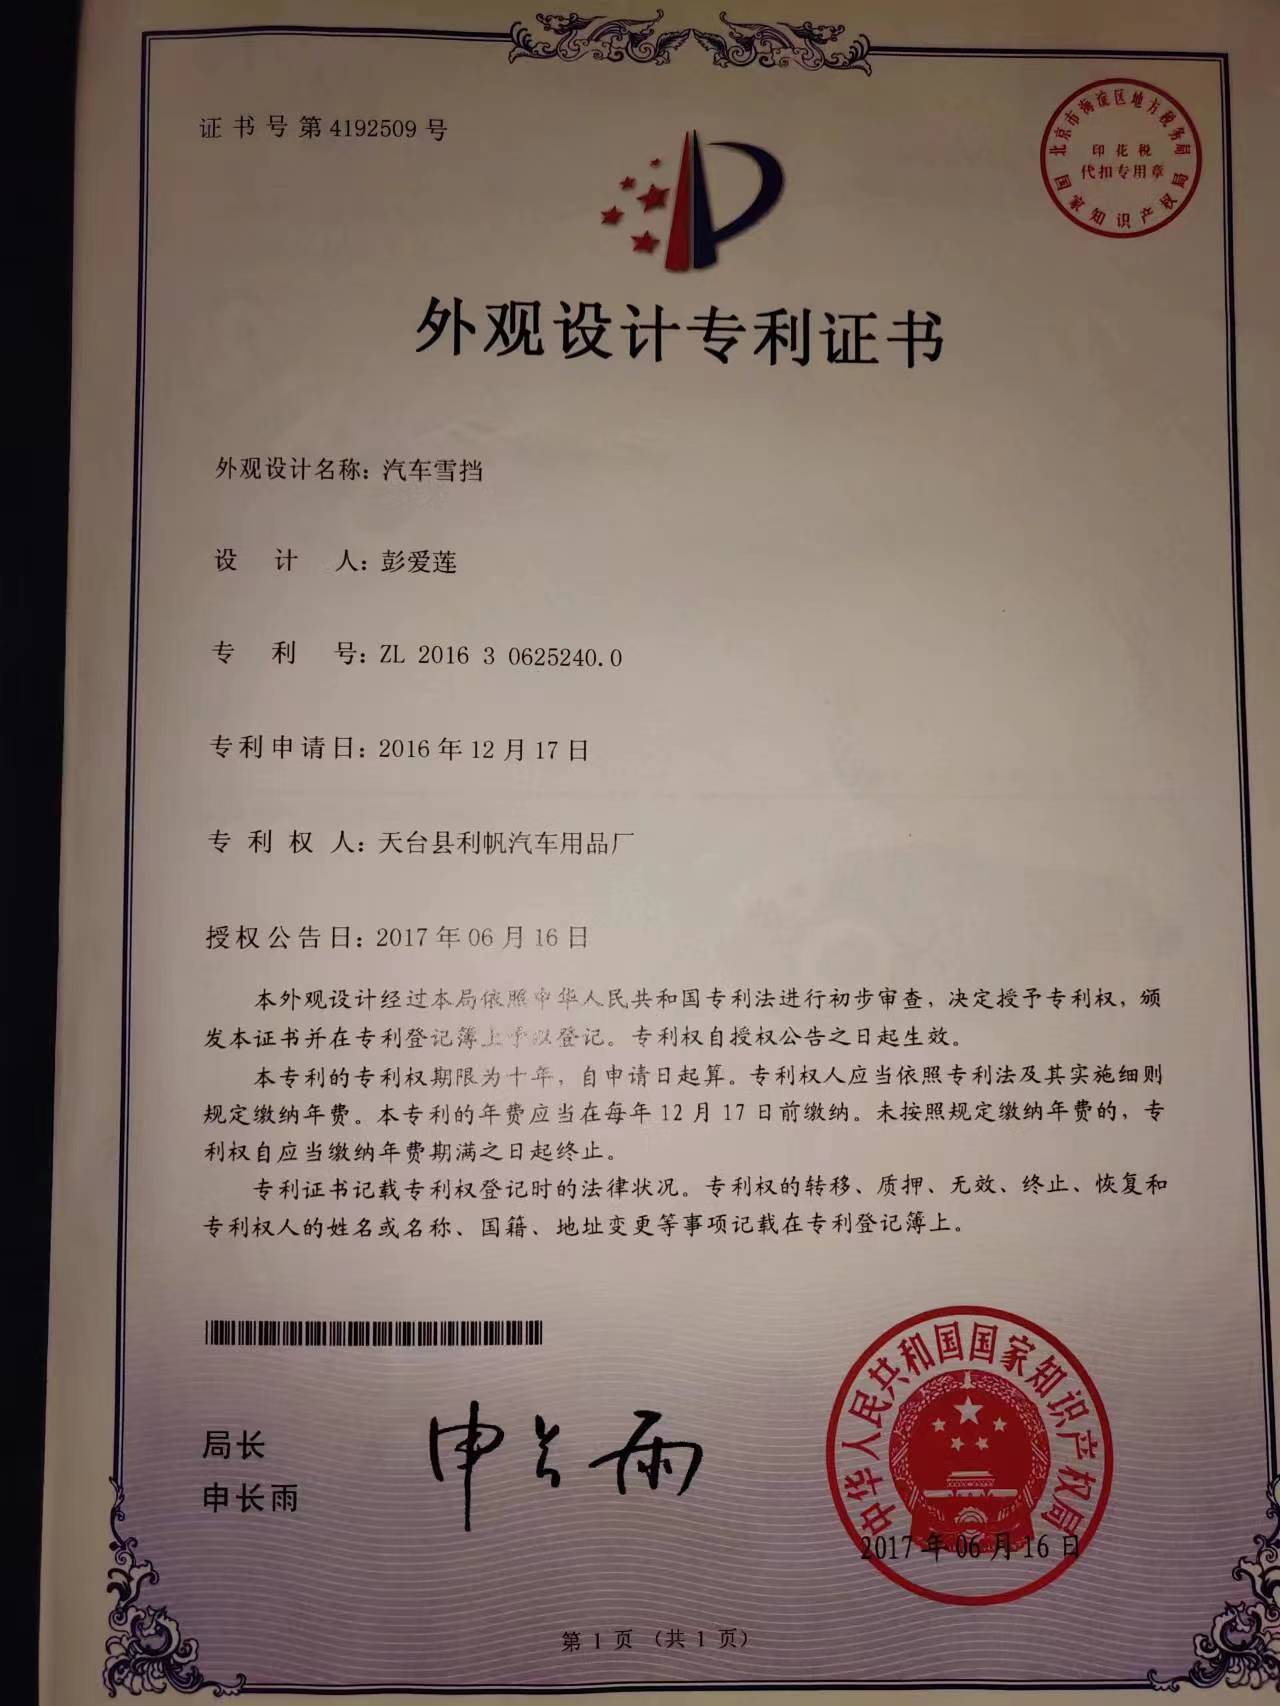 证书号第4192509号
北京市海淀区地方税务局
印花税
代扣专用章
国家知识产权局
外观设计专利证书
外观设计名称：汽车雪挡
设计人：彭爱莲
专利号：ZL 2016 3 0625240.0
专利申请日：2016年12月17日
专利权人：天台县利帆汽车用品厂
授权公告日：2017年06月16日
本外观设计经过本局依照中华人民共和国专利法进行初步审查，决定授予专利权，颁
发本证书并在专利登记簿上予以登记。专利权自授权公告之日起生效。
本专利的专利权期限为十年，自申请日起算。专利权人应当依照专利法及其实施细则
规定缴纳年费。本专利的年费应当在每年12月17日前缴纳。未按照规定缴纳年费的，专
利权自应当缴纳年费期满之日起终止。
专利证书记载专利权登记时的法律状况。专利权的转移、质押、无效、终止、恢复和
专利权人的姓名或名称、国籍、地址变更等事项记载在专利登记簿上。
局长
申长雨
申长雨
中华人民共和国国家知识产权局
2017年06月16日
第1页（共1页）